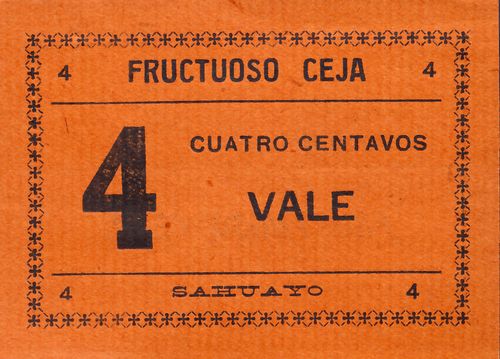 4 FRUCTUOSO CEJA 4
4 CUATRO CENTAVOS
VALE
4 SAHUAYO 4